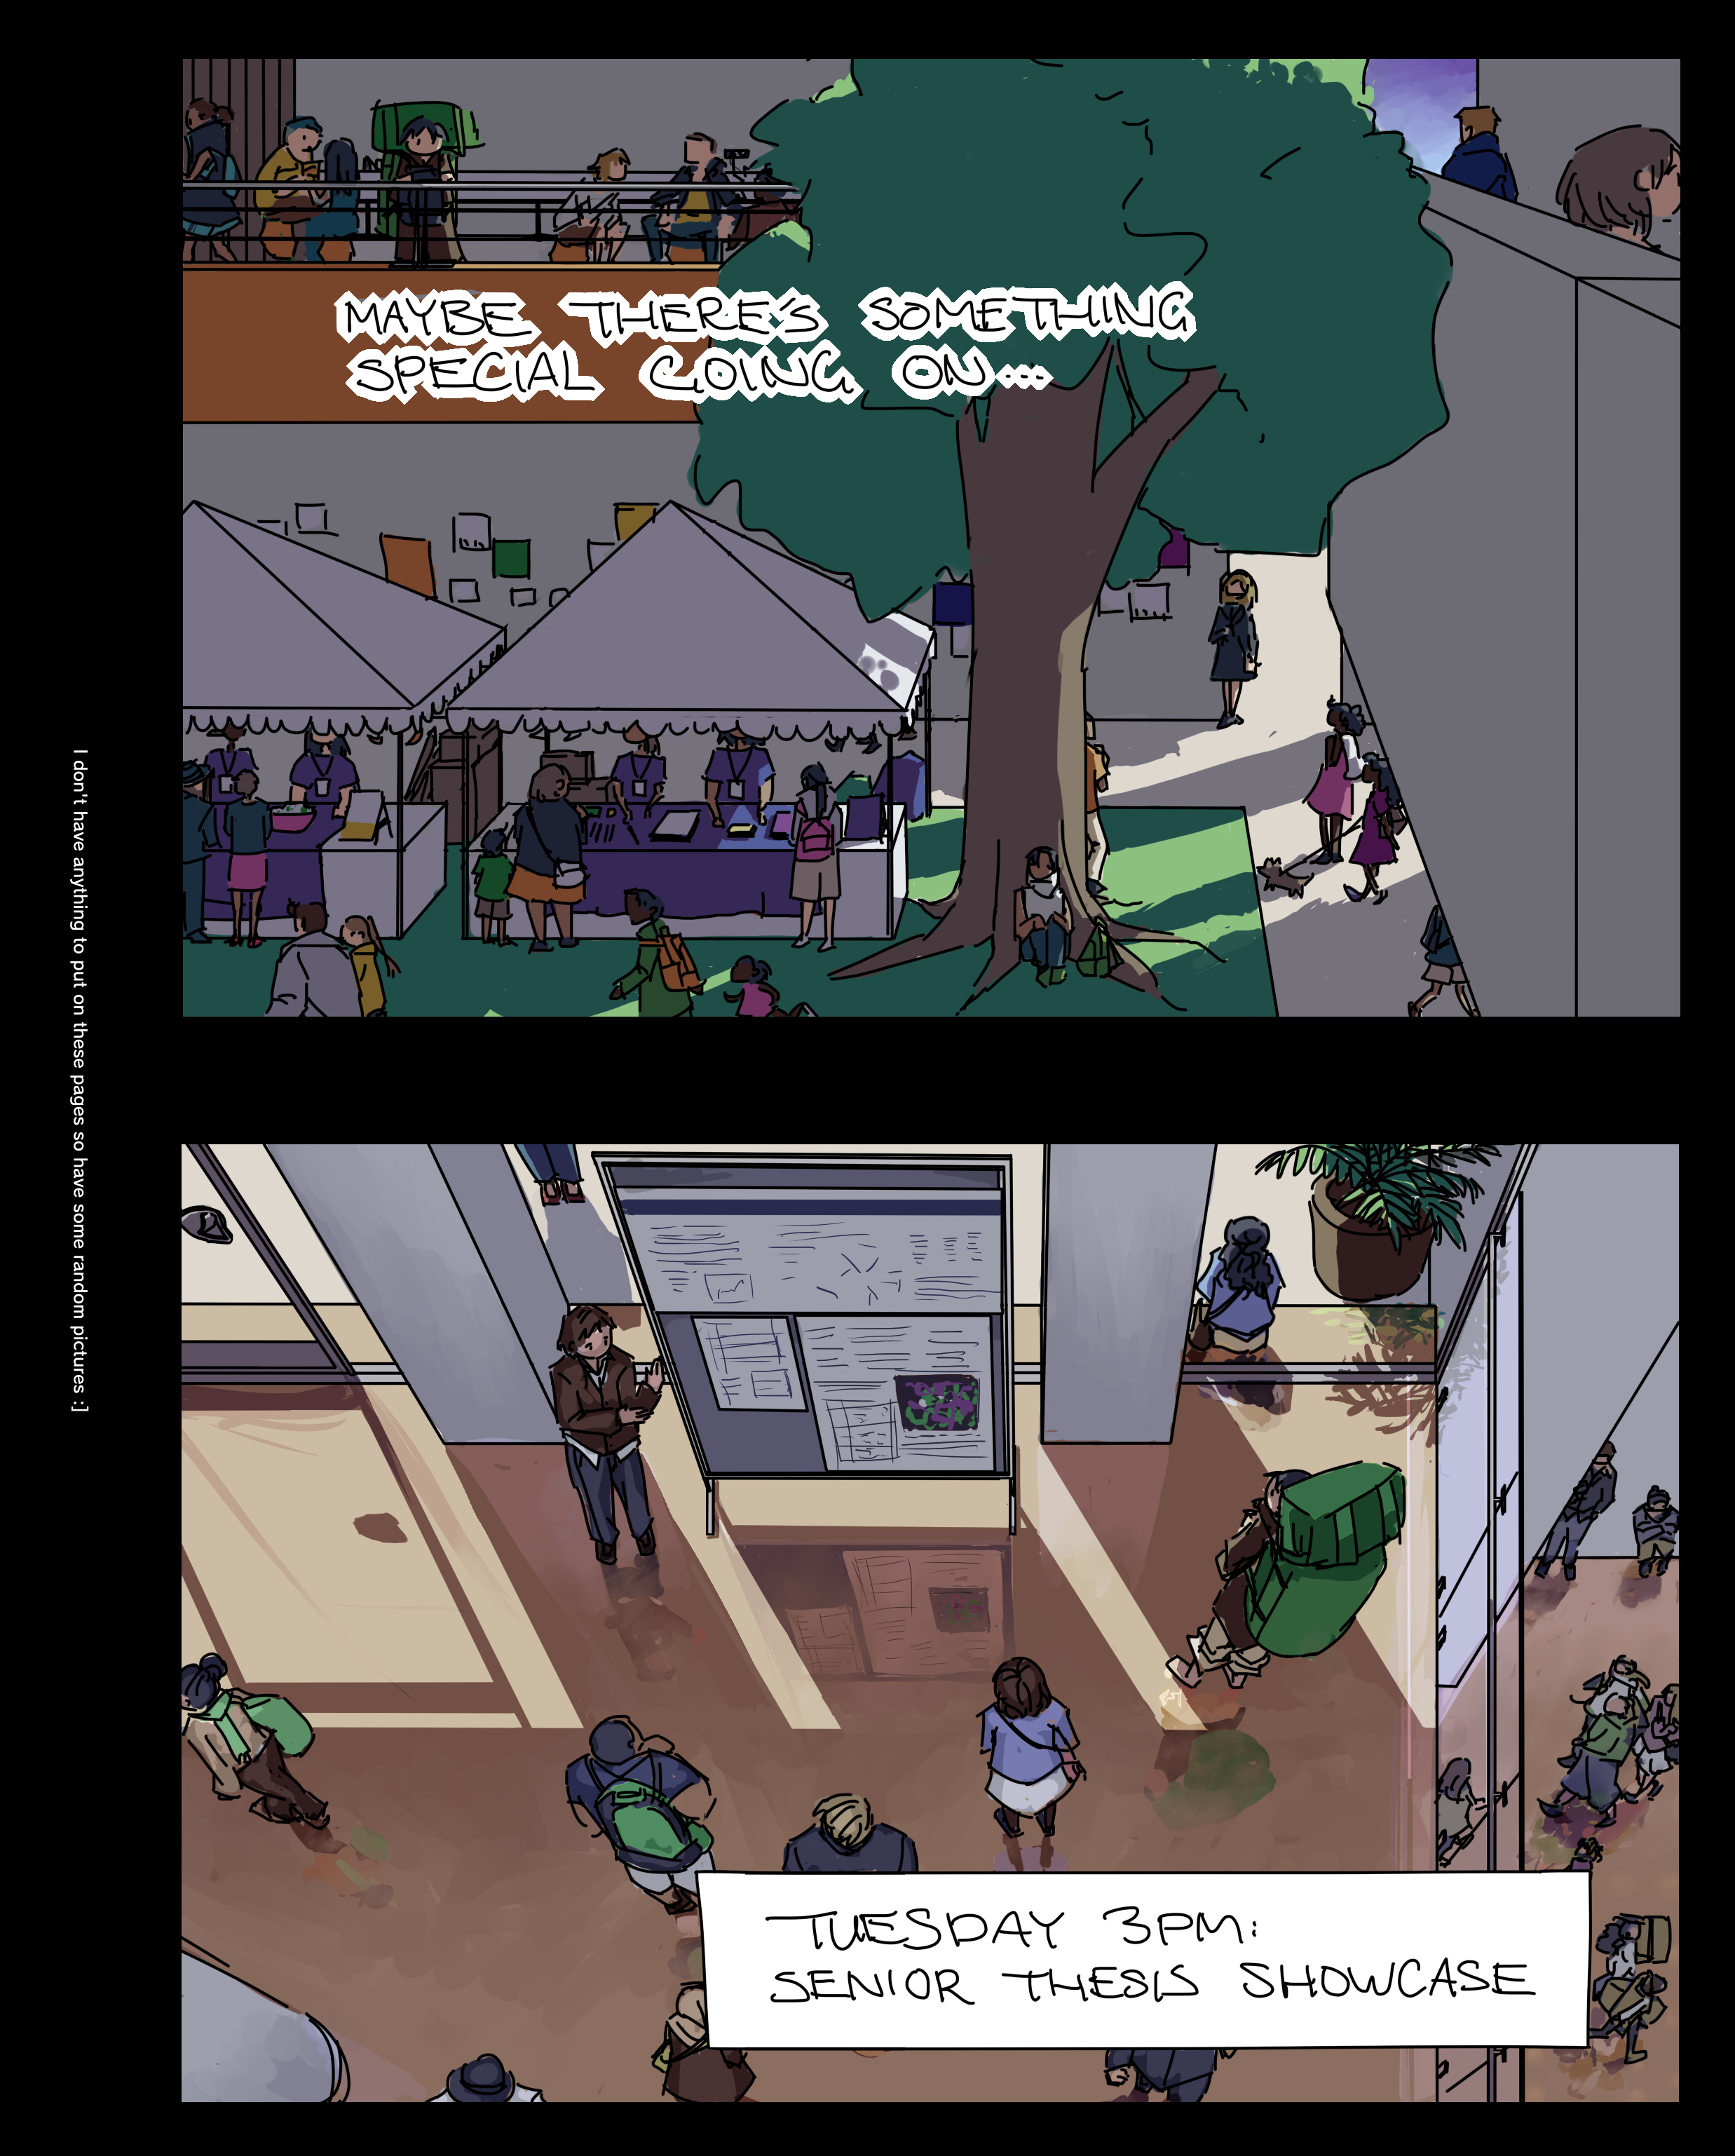 MAYBE THERE'S SOMETHING
SPECIAL GOING ON...
I don't have anything to put on these pages so have some random pictures :]
TUESDAY 3PM:
SENIOR THESIS SHOWCASE